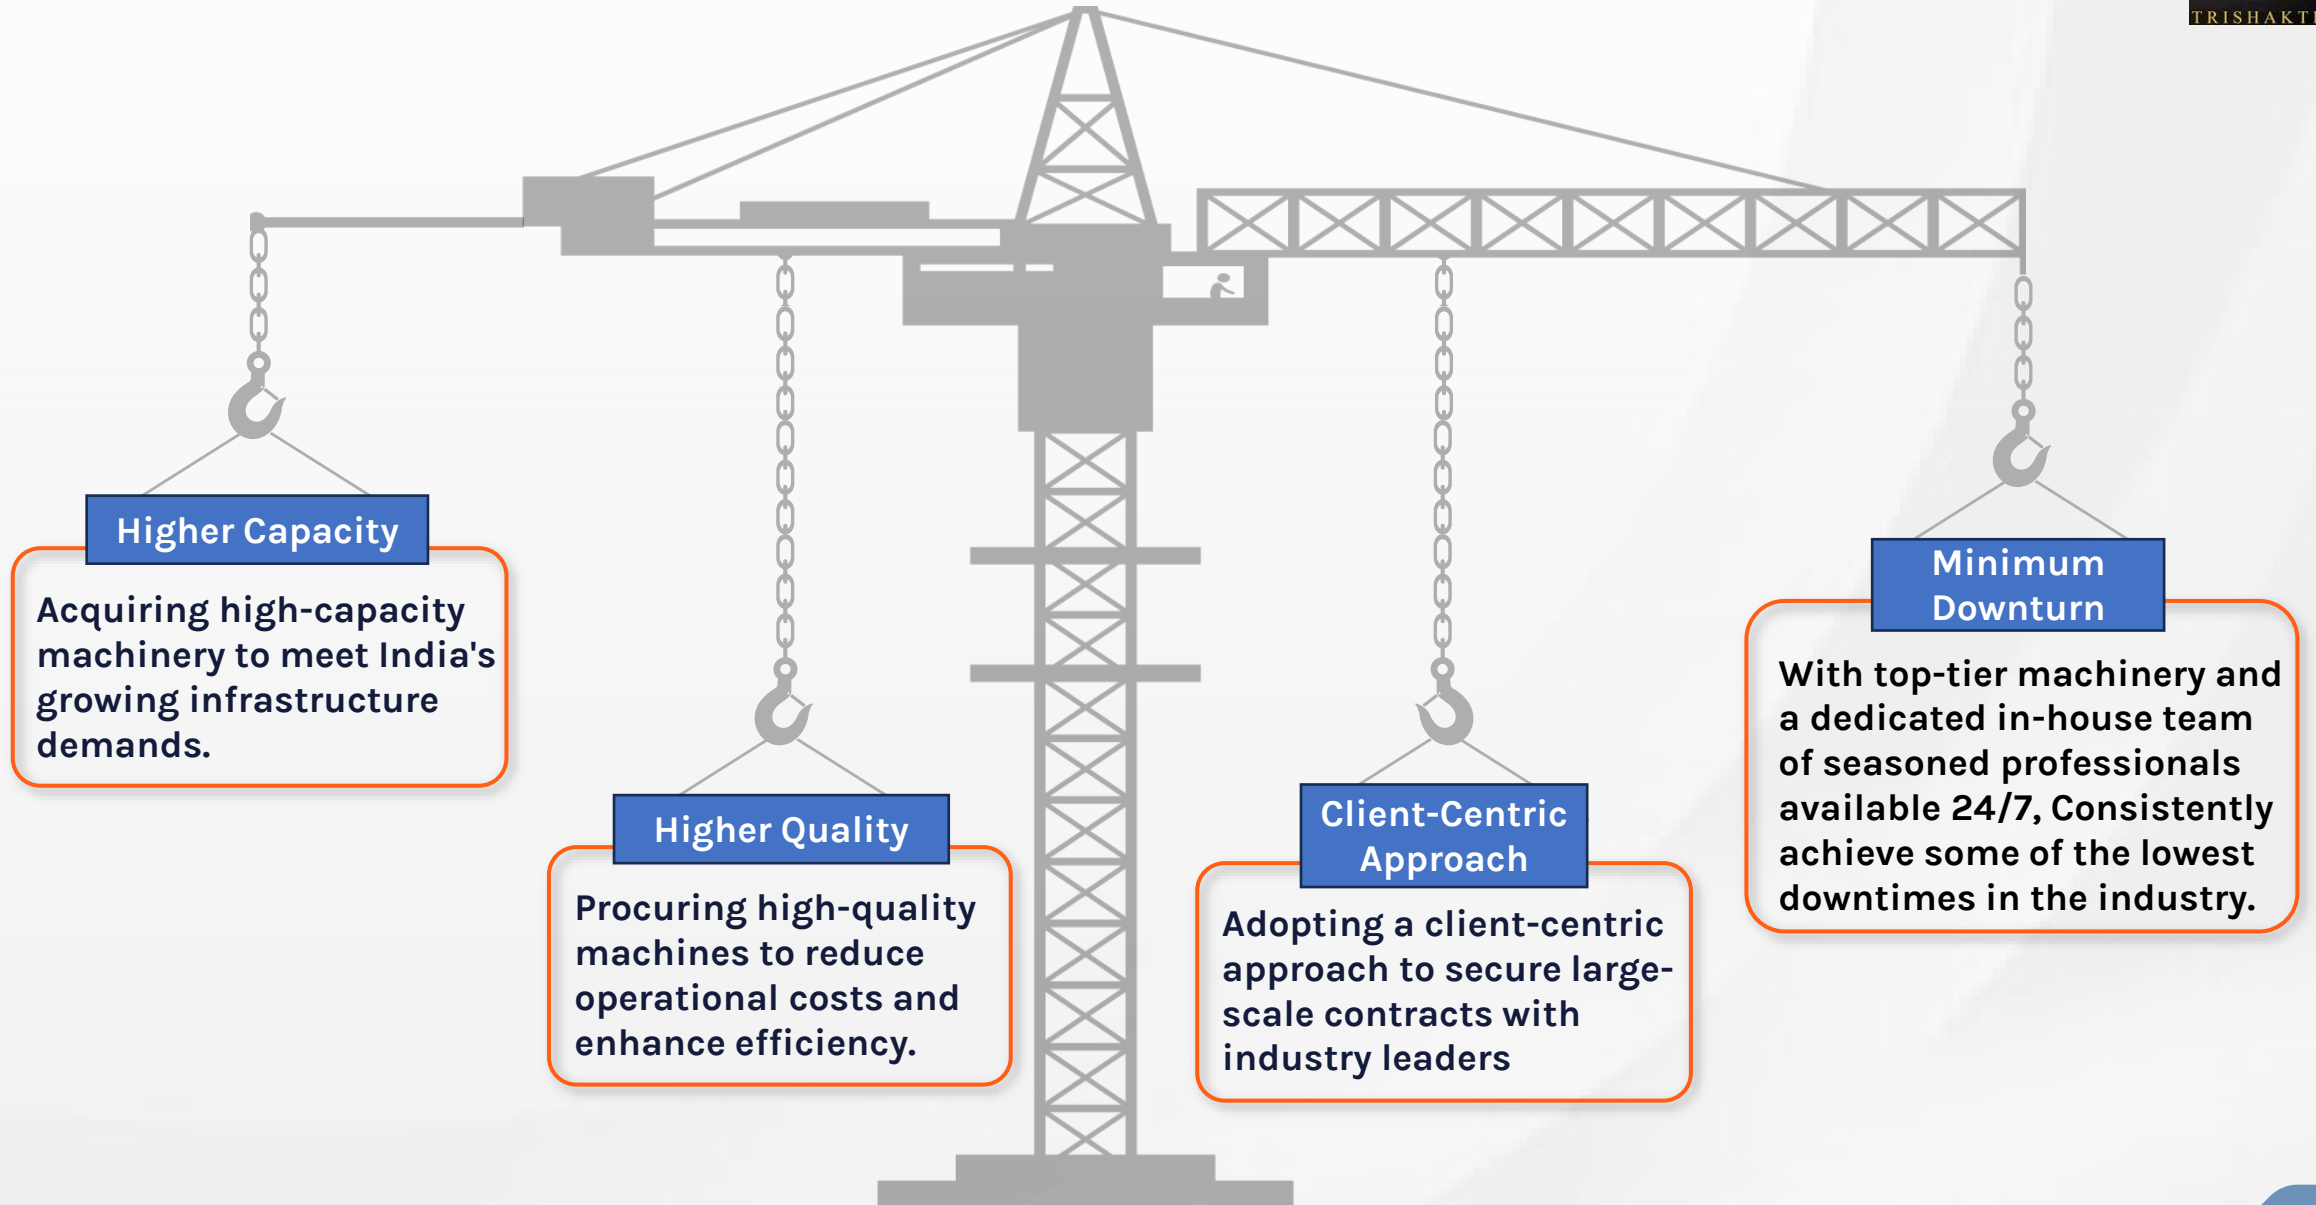 TRISHAKTI
Higher Capacity
Acquiring high-capacity
machinery to meet India's
growing infrastructure
demands.
Higher Quality
Procuring high-quality
machines to reduce
operational costs and
enhance efficiency.
Client-Centric
Approach
Adopting a client-centric
approach to secure large-
scale contracts with
industry leaders
Minimum
Downturn
With top-tier machinery and
a dedicated in-house team
of seasoned professionals
available 24/7, Consistently
achieve some of the lowest
downtimes in the industry.